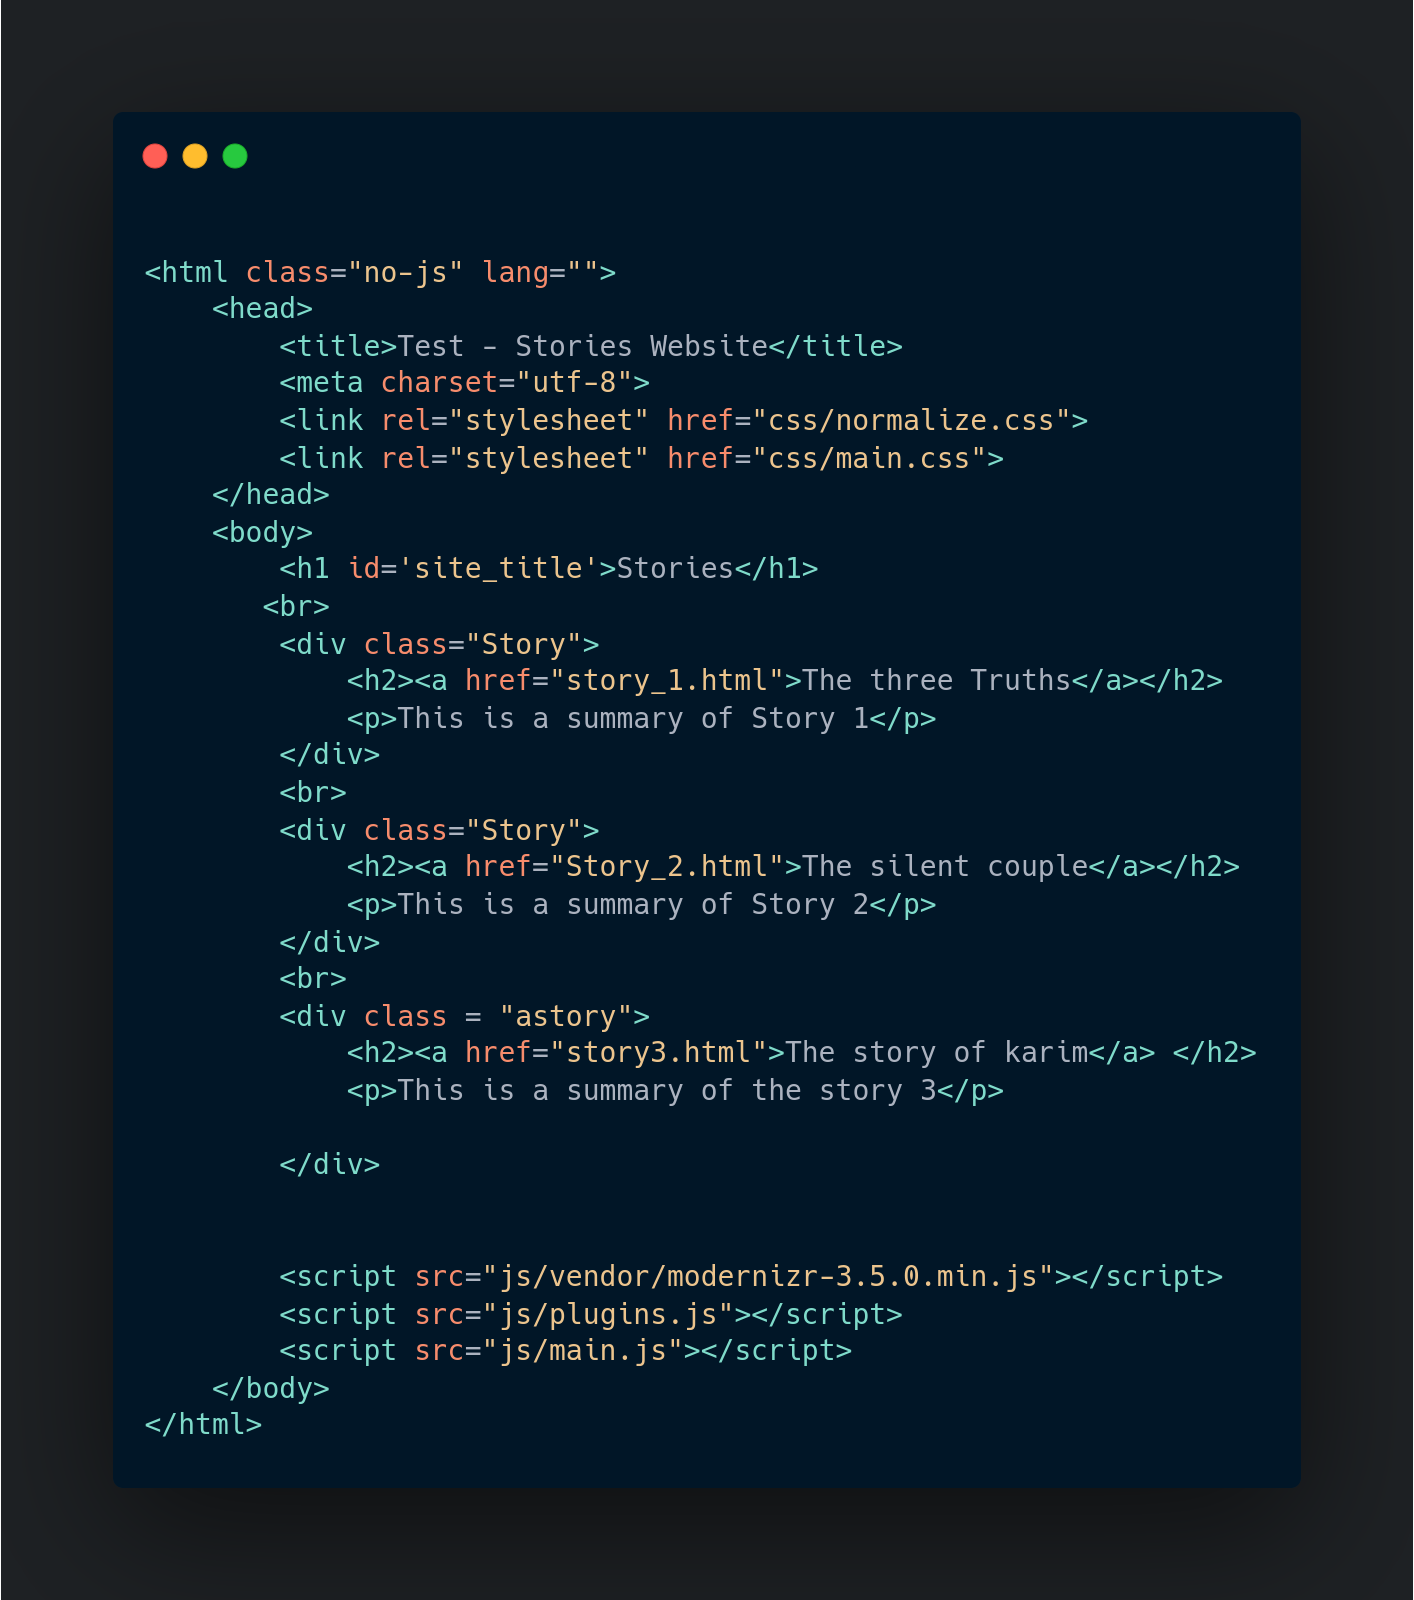 <html class="no-js" lang="">
    <head>
        <title>Test - Stories Website</title>
        <meta charset="utf-8">
        <link rel="stylesheet" href="css/normalize.css">
        <link rel="stylesheet" href="css/main.css">
    </head>
    <body>
        <h1 id='site_title'>Stories</h1>
       <br>
        <div class="Story">
            <h2><a href="story_1.html">The three Truths</a></h2>
            <p>This is a summary of Story 1</p>
        </div>
        <br>
        <div class="Story">
            <h2><a href="Story_2.html">The silent couple</a></h2>
            <p>This is a summary of Story 2</p>
        </div>
        <br>
        <div class = "astory">
            <h2><a href="story3.html">The story of karim</a> </h2>
            <p>This is a summary of the story 3</p>

        </div>


        <script src="js/vendor/modernizr-3.5.0.min.js"></script>
        <script src="js/plugins.js"></script>
        <script src="js/main.js"></script>
    </body>
</html>